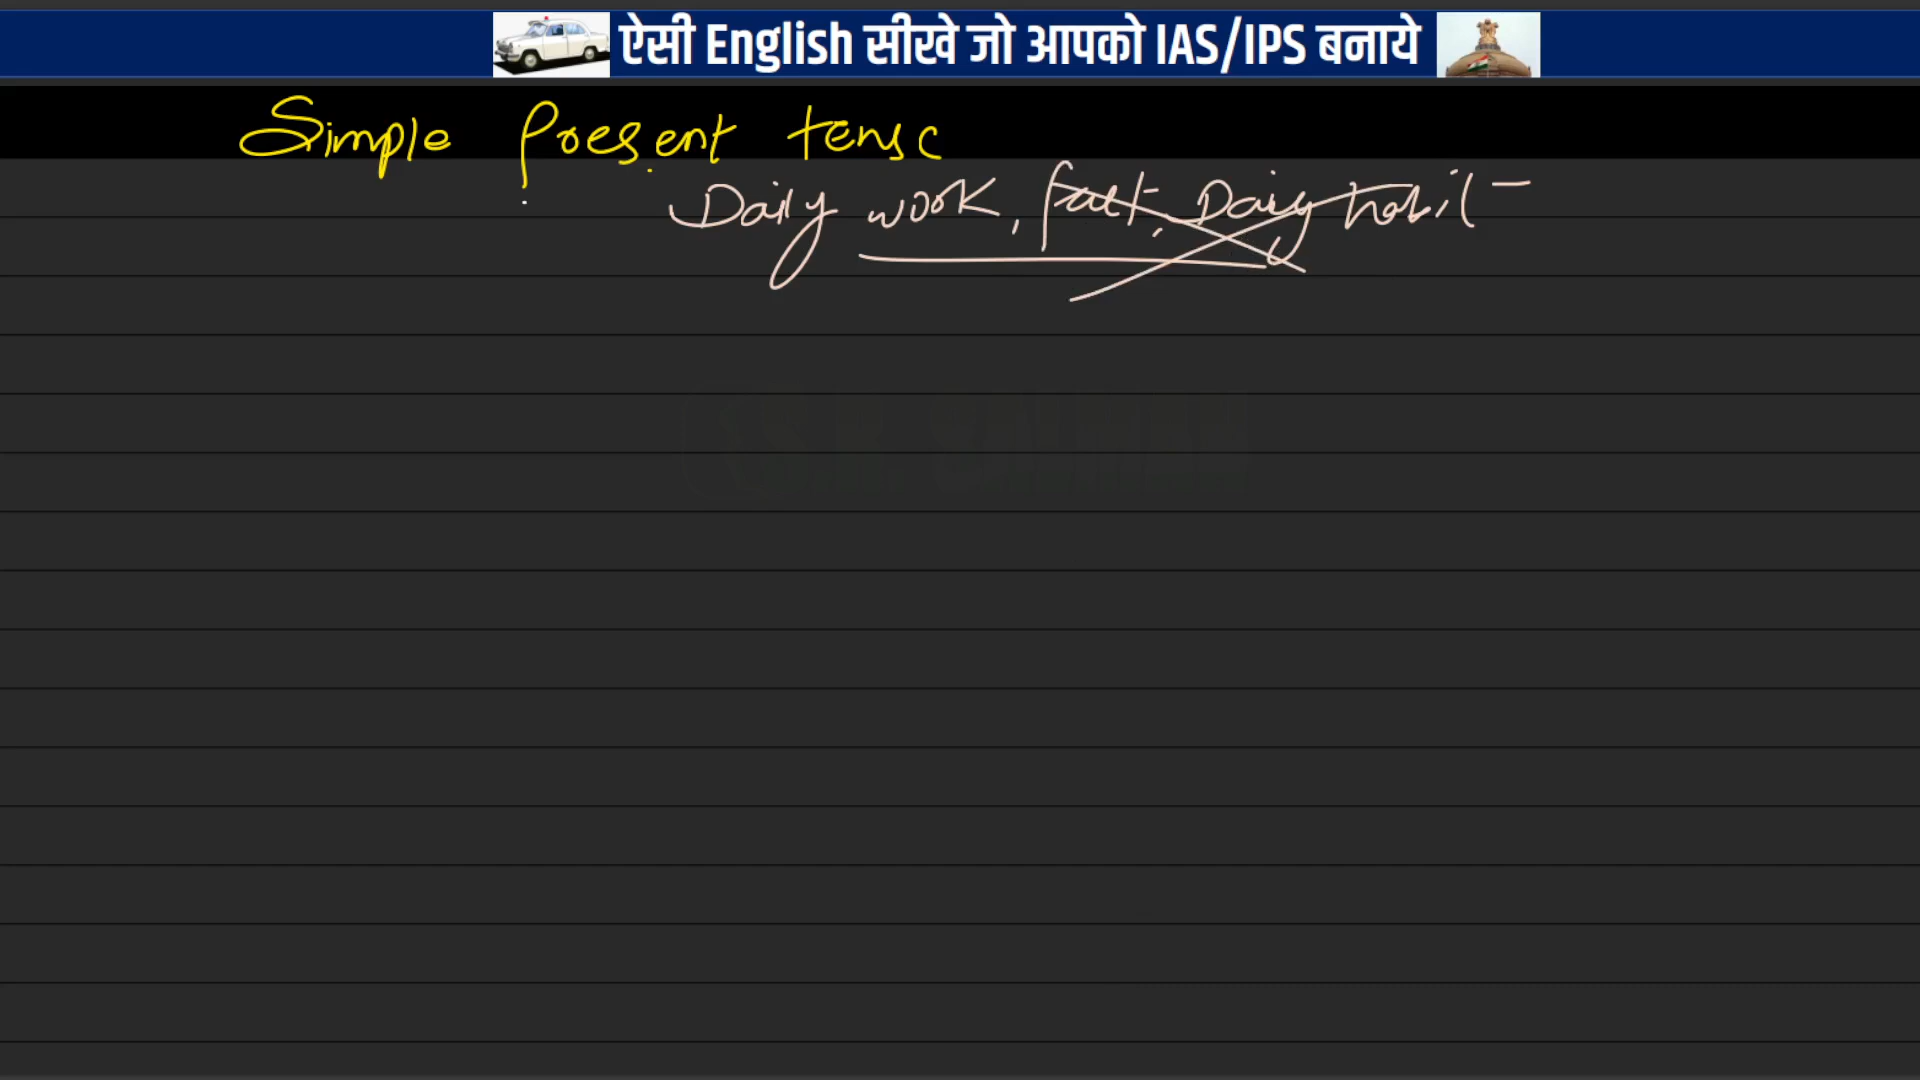 ऐसी English सीखे जो आपको IAS/IPS बनाये
Simple Present tense
Daily work, fact, Daily habit